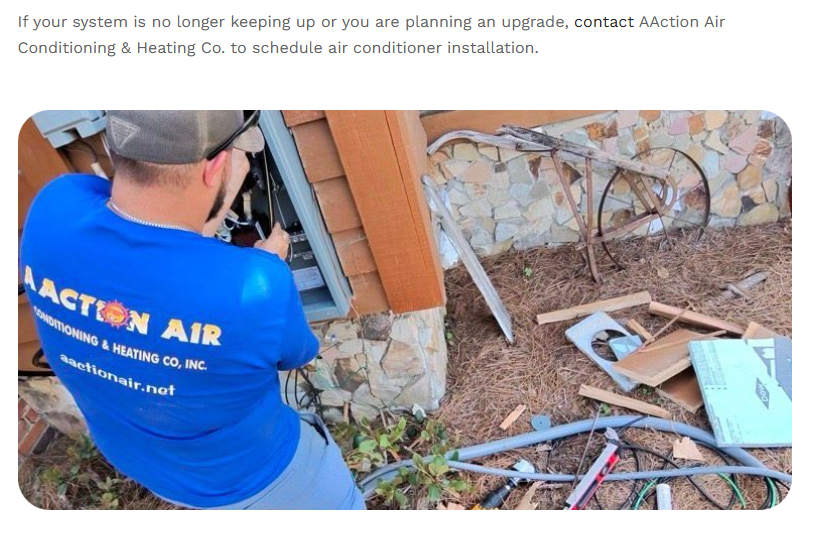 If your system is no longer keeping up or you are planning an upgrade, contact AAction Air
Conditioning & Heating Co. to schedule air conditioner installation.
A ACTION AIR
CONDITIONING & HEATING CO, INC.
aactionair.net